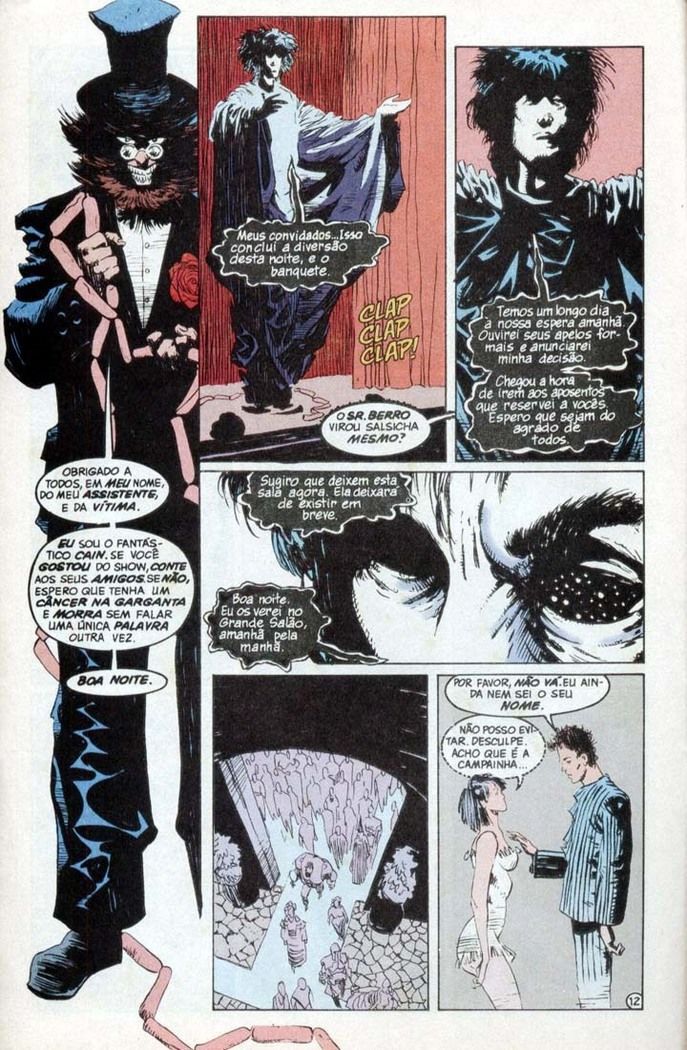 OBRIGADO A
TODOS, EM MEU NOME,
DO MEU ASSISTENTE,
E DA VÍTIMA.
EU SOU O FANTÁS-
TICO CAIN. SE VOCÊ
GOSTOU DO SHOW, CONTE
AOS SEUS AMIGOS. SE NÃO,
ESPERO QUE TENHA UM
CÂNCER NA GARGANTA
E MORRA SEM FALAR
UMA ÚNICA PALAVRA
OUTRA VEZ.
BOA NOITE.
Meus convidados...Isso
conclui a diversão
desta noite, e o
banquete.
CLAP
CLAP
CLAP!
O SR. BERRO
VIROU SALSICHA
MESMO?
Temos um longo dia
à nossa espera amanhã.
Ouvirei seus apelos for-
mais e anunciarei
minha decisão.
Chegou a hora
de irem aos aposentos
que reservei a vocês.
Espero que sejam do
agrado de
todos.
Sugiro que deixem esta
sala agora. Ela deixará
de existir em
breve.
Boa noite.
Eu os verei no
Grande Salão,
amanhã pela
manhã.
POR FAVOR, NÃO VÁ. EU AIN-
DA NEM SEI O SEU
NOME.
NÃO POSSO EVI-
TAR. DESCULPE.
ACHO QUE É A
CAMPAINHA...
12